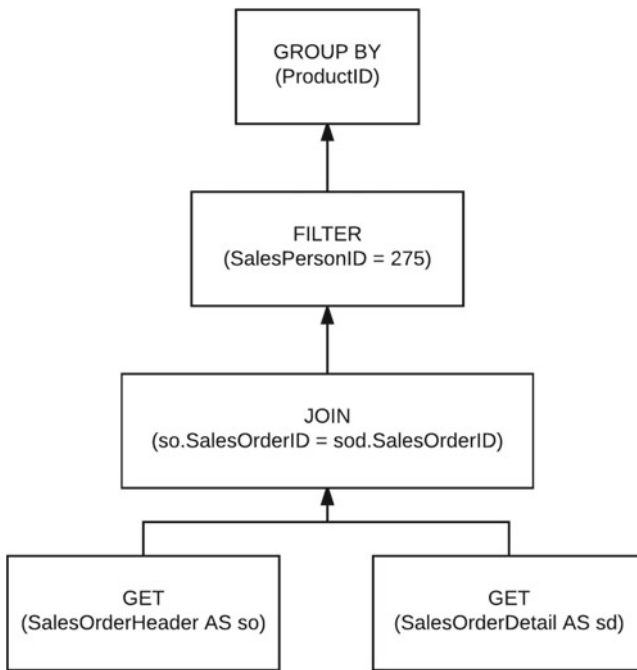 GROUP BY
(ProductID)
FILTER
(SalesPersonID = 275)
JOIN
(so.SalesOrderID = sod.SalesOrderID)
GET
(SalesOrderHeader AS so)
GET
(SalesOrderDetail AS sd)